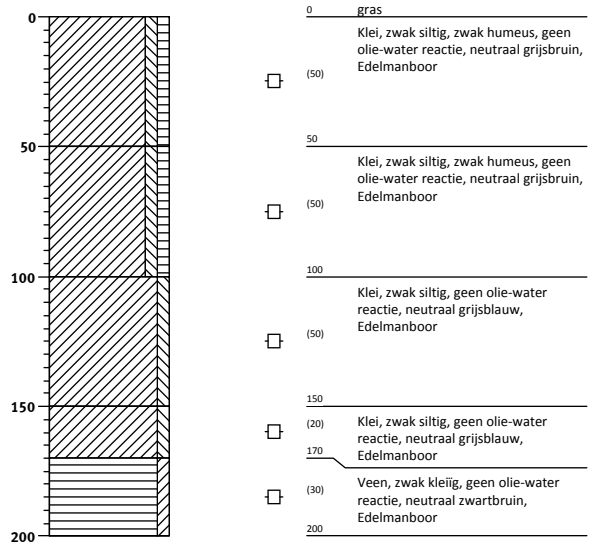 0
50
100
150
200
0 gras
Klei, zwak siltig, zwak humeus, geen
olie-water reactie, neutraal grijsbruin,
Edelmanboor
(50)
50
Klei, zwak siltig, zwak humeus, geen
olie-water reactie, neutraal grijsbruin,
Edelmanboor
(50)
100
Klei, zwak siltig, geen olie-water
reactie, neutraal grijsblauw,
Edelmanboor
(50)
150
Klei, zwak siltig, geen olie-water
reactie, neutraal grijsblauw,
Edelmanboor
(20)
170
Veen, zwak kleiïg, geen olie-water
reactie, neutraal zwartbruin,
Edelmanboor
(30)
200